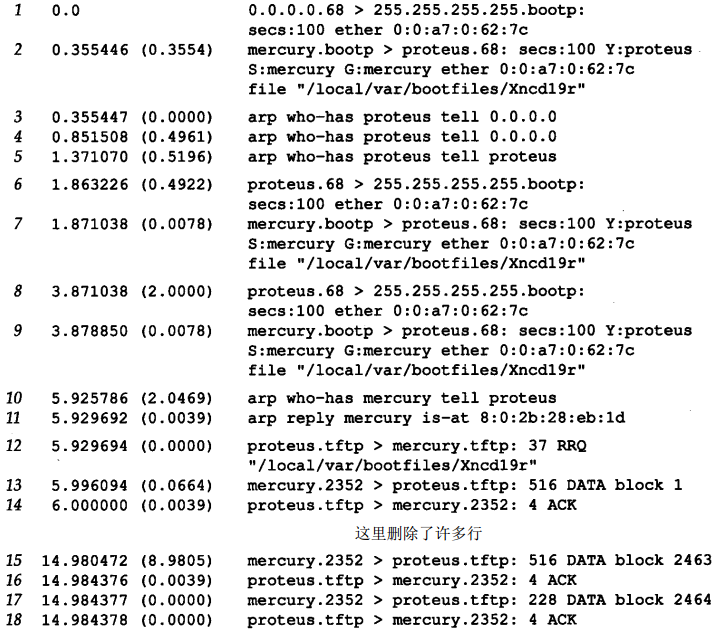 1 0.0 0.0.0.0.68 > 255.255.255.255.bootp:
secs:100 ether 0:0:a7:0:62:7c
2 0.355446 (0.3554) mercury.bootp > proteus.68: secs:100 Y:proteus
S:mercury G:mercury ether 0:0:a7:0:62:7c
file "/local/var/bootfiles/Xncd19r"
3 0.355447 (0.0000) arp who-has proteus tell 0.0.0.0
4 0.851508 (0.4961) arp who-has proteus tell 0.0.0.0
5 1.371070 (0.5196) arp who-has proteus tell proteus
6 1.863226 (0.4922) proteus.68 > 255.255.255.255.bootp:
secs:100 ether 0:0:a7:0:62:7c
7 1.871038 (0.0078) mercury.bootp > proteus.68: secs:100 Y:proteus
S:mercury G:mercury ether 0:0:a7:0:62:7c
file "/local/var/bootfiles/Xncd19r"
8 3.871038 (2.0000) proteus.68 > 255.255.255.255.bootp:
secs:100 ether 0:0:a7:0:62:7c
9 3.878850 (0.0078) mercury.bootp > proteus.68: secs:100 Y:proteus
S:mercury G:mercury ether 0:0:a7:0:62:7c
file "/local/var/bootfiles/Xncd19r"
10 5.925786 (2.0469) arp who-has mercury tell proteus
11 5.929692 (0.0039) arp reply mercury is-at 8:0:2b:28:eb:1d
12 5.929694 (0.0000) proteus.tftp > mercury.tftp: 37 RRQ
"/local/var/bootfiles/Xncd19r"
13 5.996094 (0.0664) mercury.2352 > proteus.tftp: 516 DATA block 1
14 6.000000 (0.0039) proteus.tftp > mercury.2352: 4 ACK
这里删除了许多行
15 14.980472 (8.9805) mercury.2352 > proteus.tftp: 516 DATA block 2463
16 14.984376 (0.0039) proteus.tftp > mercury.2352: 4 ACK
17 14.984377 (0.0000) mercury.2352 > proteus.tftp: 228 DATA block 2464
18 14.984378 (0.0000) proteus.tftp > mercury.2352: 4 ACK